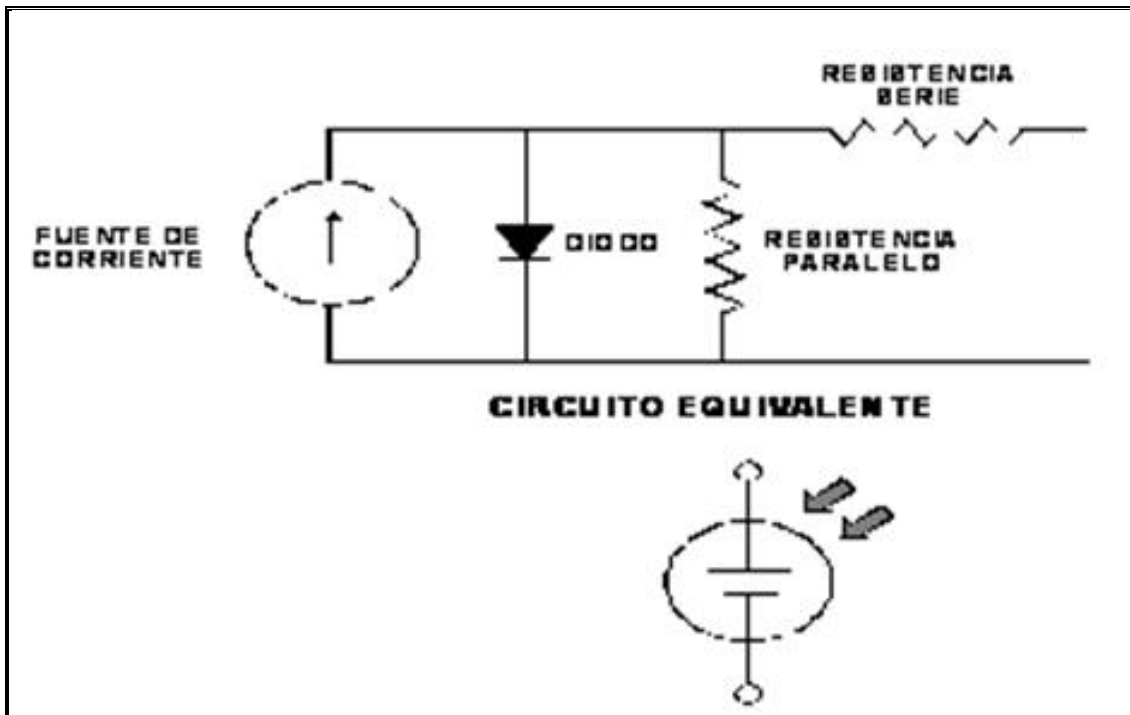 RESISTENCIA
SERIE
FUENTE DE
CORRIENTE
DIODO
RESISTENCIA
PARALELO
CIRCUITO EQUIVALENTE